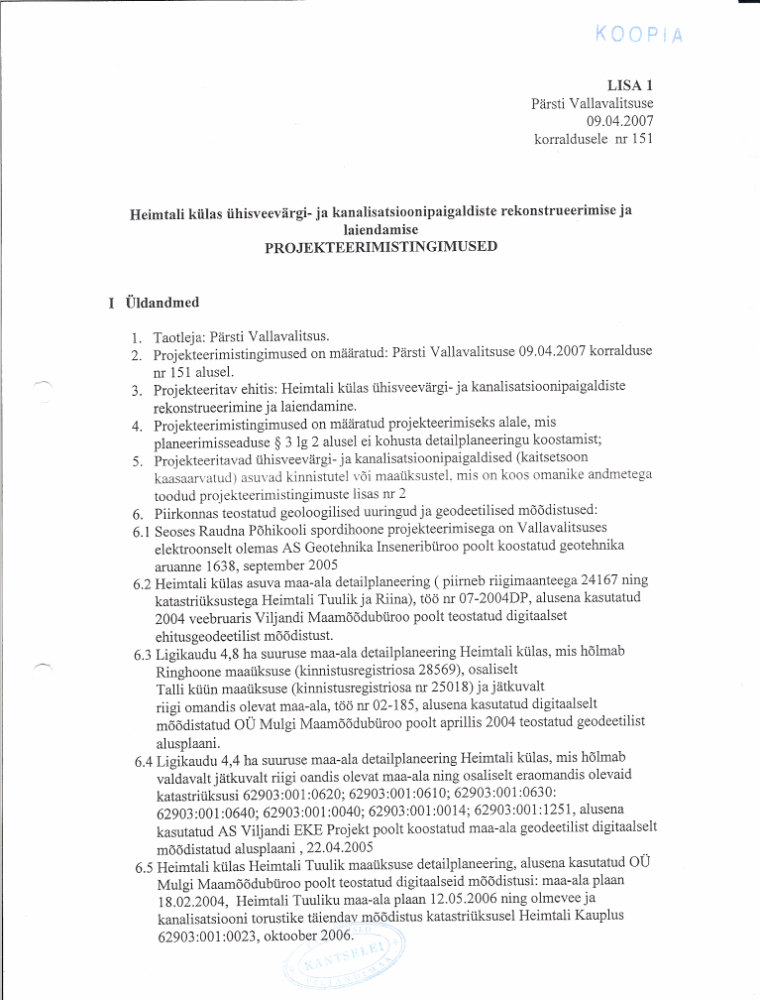 KOOPIA
LISA 1
Pärsti Vallavalitsuse
09.04.2007
korraldusele nr 151
Heimtali külas ühisveevärgi- ja kanalisatsioonipaigaldiste rekonstrueerimise ja
laiendamise
PROJEKTEERIMISTINGIMUSED
I Üldandmed
1. Taotleja: Pärsti Vallavalitsus.
2. Projekteerimistingimused on määratud: Pärsti Vallavalitsuse 09.04.2007 korralduse
nr 151 alusel.
3. Projekteeritav ehitis: Heimtali külas ühisveevärgi- ja kanalisatsioonipaigaldiste
rekonstrueerimine ja laiendamine.
4. Projekteerimistingimused on määratud projekteerimiseks alale, mis
planeerimisseaduse § 3 lg 2 alusel ei kohusta detailplaneeringu koostamist;
5. Projekteeritavad ühisveevärgi- ja kanalisatsioonipaigaldised (kaitsetsoon
kaasaarvatud) asuvad kinnistutel või maaüksustel, mis on koos omanike andmetega
toodud projekteerimistingimuste lisas nr 2
6. Piirkonnas teostatud geoloogilised uuringud ja geodeetilised mõõdistused:
6.1 Seoses Raudna Põhikooli spordihoone projekteerimisega on Vallavalitsuses
elektroonselt olemas AS Geotehnika Inseneribüroo poolt koostatud geotehnika
aruanne 1638, september 2005
6.2 Heimtali külas asuva maa-ala detailplaneering ( piirneb riigimaanteega 24167 ning
katastriüksustega Heimtali Tuulik ja Riina), töö nr 07-2004DP, alusena kasutatud
2004 veebruaris Viljandi Maamõõdubüroo poolt teostatud digitaalset
ehitusgeodeetilist mõõdistust.
6.3 Ligikaudu 4,8 ha suuruse maa-ala detailplaneering Heimtali külas, mis hõlmab
Ringhoone maaüksuse (kinnistusregistriosa 28569), osaliselt
Talli küün maaüksuse (kinnistusregistriosa nr 25018) ja jätkuvalt
riigi omandis olevat maa-ala, töö nr 02-185, alusena kasutatud digitaalselt
mõõdistatud OÜ Mulgi Maamõõdubüroo poolt aprillis 2004 teostatud geodeetilist
alusplaani.
6.4 Ligikaudu 4,4 ha suuruse maa-ala detailplaneering Heimtali külas, mis hõlmab
valdavalt jätkuvalt riigi oandis olevat maa-ala ning osaliselt eraomandis olevaid
katastriüksusi 62903:001:0620; 62903:001:0610; 62903:001:0630:
62903:001:0640; 62903:001:0040; 62903:001:0014; 62903:001:1251, alusena
kasutatud AS Viljandi EKE Projekt poolt koostatud maa-ala geodeetilist digitaalselt
mõõdistatud alusplaani , 22.04.2005
6.5 Heimtali külas Heimtali Tuulik maaüksuse detailplaneering, alusena kasutatud OÜ
Mulgi Maamõõdubüroo poolt teostatud digitaalseid mõõdistusi: maa-ala plaan
18.02.2004, Heimtali Tuuliku maa-ala plaan 12.05.2006 ning olmevee ja
kanalisatsiooni torustike täiendav mõõdistus katastriüksusel Heimtali Kauplus
62903:001:0023, oktoober 2006.
KANTSELEI
VILJANDIMAA